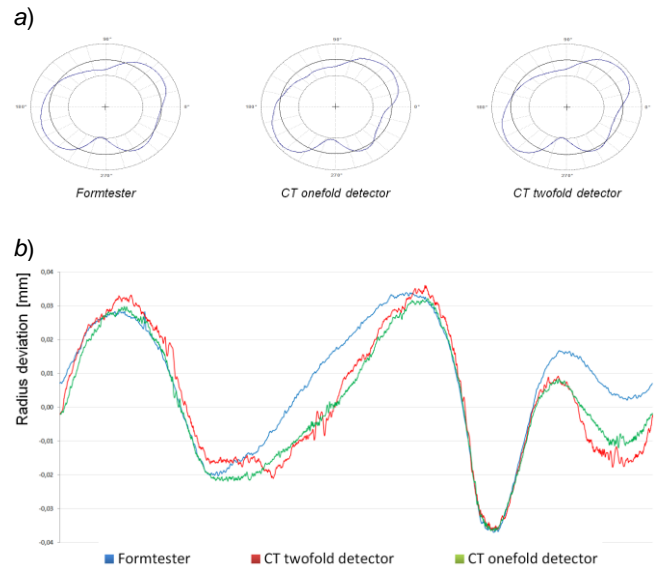 a)
90° 90° 90°
180° 0° 180° 0° 180° 0°
270° 270° 270°
Formtester CT onefold detector CT twofold detector
b)
Radius deviation [mm]
0,04
0,03
0,02
0,01
0,00
-0,01
-0,02
-0,03
-0,04
Formtester CT twofold detector CT onefold detector